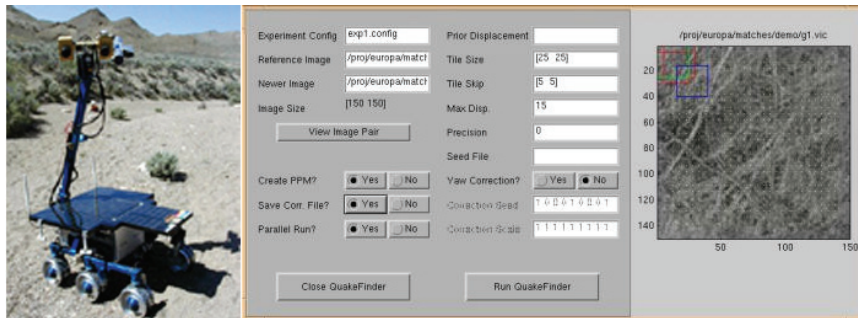 Experiment Config exp1.config
Reference Image /proj/europa/match
Newer Image /proj/europa/match
Image Size [150 150]
View Image Pair
Create PPM? Yes No
Save Corr. File? Yes No
Parallel Run? Yes No
Close QuakeFinder
Prior Displacement
Tile Size [25 25]
Tile Skip [5 5]
Max Disp. 15
Precision 0
Seed File
Yaw Correction? Yes No
Correction Seed
Correction Scale 1 1 1 1 1 1 1 1 1
Run QuakeFinder
/proj/europa/matches/demo/g1.vic
20
40
60
80
100
120
140
50 100 150